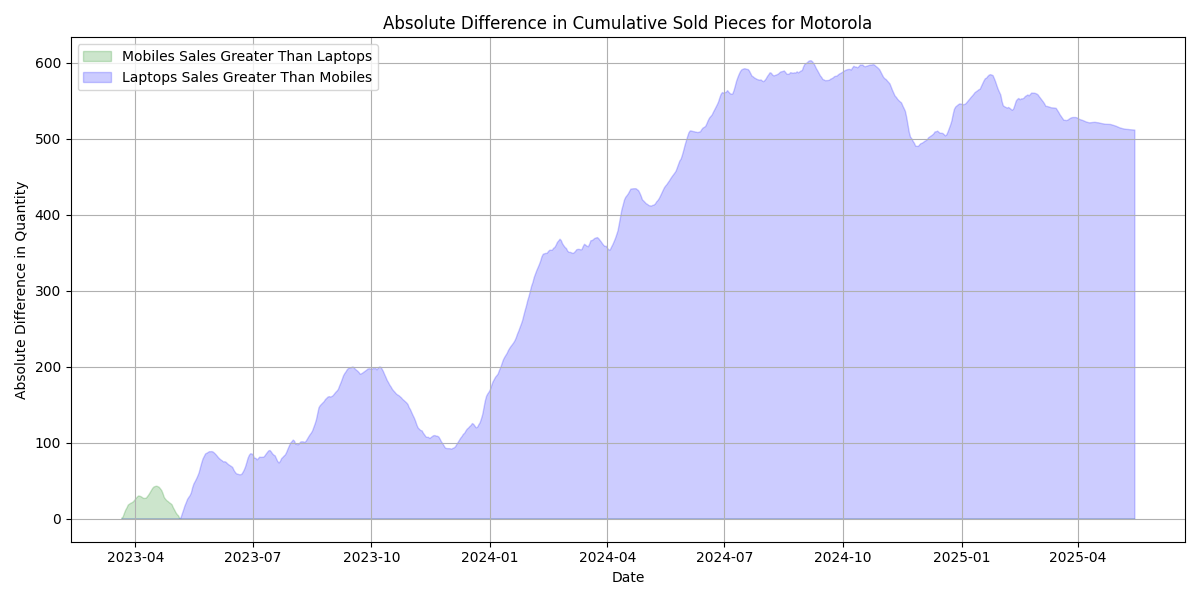 Absolute Difference in Cumulative Sold Pieces for Motorola
Mobiles Sales Greater Than Laptops
Laptops Sales Greater Than Mobiles
Absolute Difference in Quantity
600
500
400
300
200
100
0
2023-04 2023-07 2023-10 2024-01 2024-04 2024-07 2024-10 2025-01 2025-04
Date